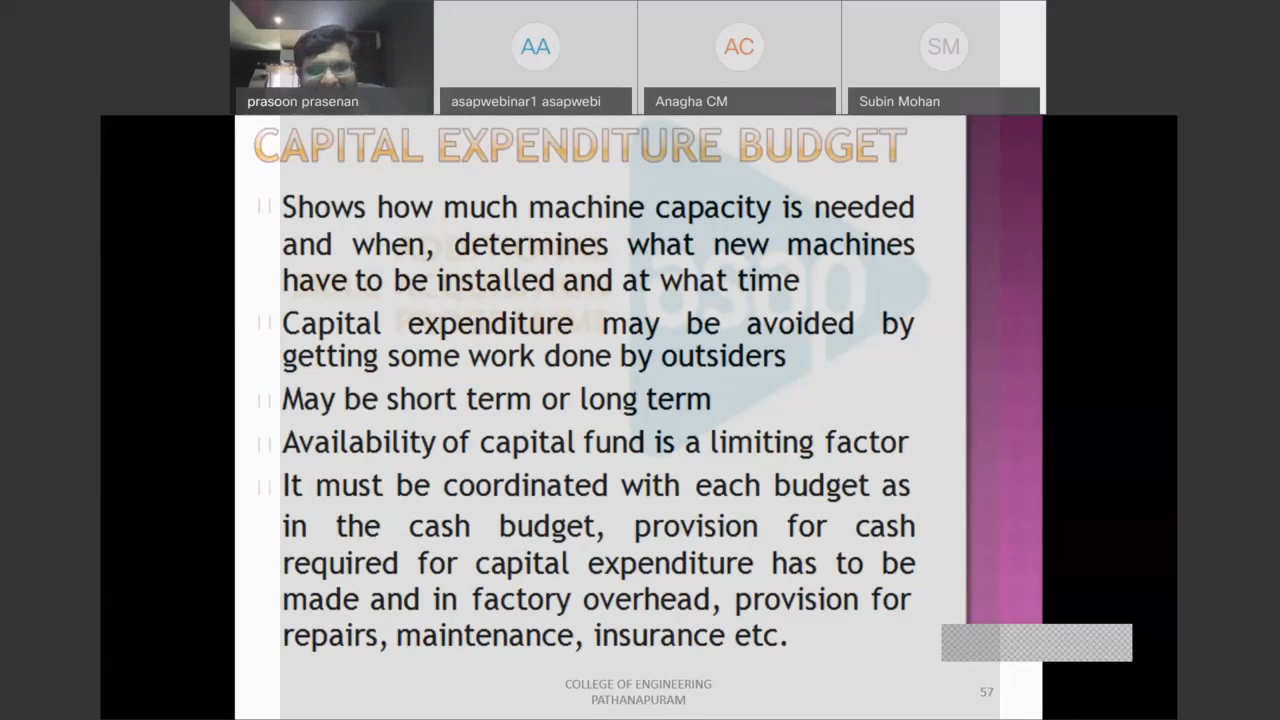 AA
AC
SM
prasoon prasenan
asapwebinar1 asapwebi
Anagha CM
Subin Mohan
CAPITAL EXPENDITURE BUDGET
Shows how much machine capacity is needed
and when, determines what new machines
have to be installed and at what time
Capital expenditure may be avoided by
getting some work done by outsiders
May be short term or long term
Availability of capital fund is a limiting factor
It must be coordinated with each budget as
in the cash budget, provision for cash
required for capital expenditure has to be
made and in factory overhead, provision for
repairs, maintenance, insurance etc.
COLLEGE OF ENGINEERING
PATHANAPURAM
57
asap